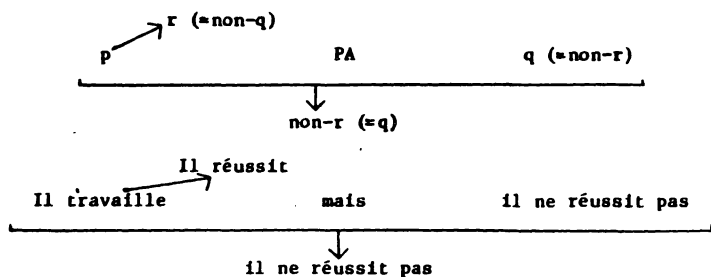 r (=non-q)
p PA q (=non-r)
non-r (=q)
Il réussit
Il travaille mais il ne réussit pas
il ne réussit pas